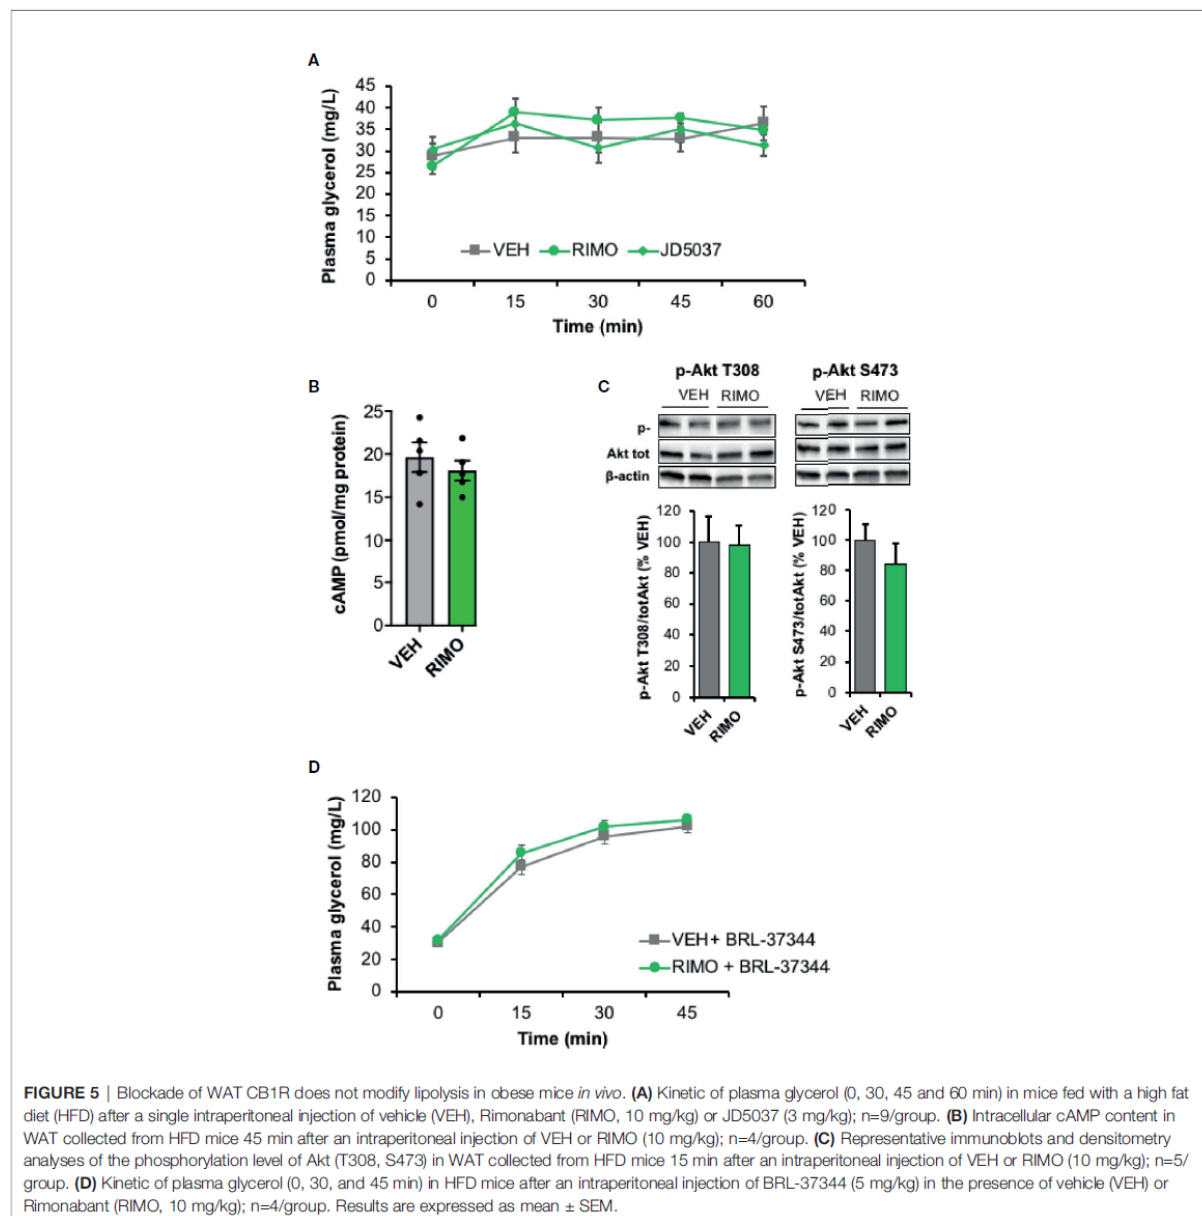 A
45
40
35
30
25
20
15
10
5
0
Plasma glycerol (mg/L)
VEH RIMO JD5037
0 15 30 45 60
Time (min)
B
25
20
15
10
5
0
cAMP (pmol/mg protein)
VEH
RIMO
C
p-Akt T308
VEH RIMO
p-
Akt tot
β-actin
120
100
80
60
40
20
0
p-Akt T308/totAkt (% VEH)
VEH
RIMO
p-Akt S473
VEH RIMO
120
100
80
60
40
20
0
p-Akt S473/totAkt (% VEH)
VEH
RIMO
D
120
100
80
60
40
20
0
Plasma glycerol (mg/L)
VEH+ BRL-37344
RIMO + BRL-37344
0 15 30 45
Time (min)
FIGURE 5 | Blockade of WAT CB1R does not modify lipolysis in obese mice in vivo. (A) Kinetic of plasma glycerol (0, 30, 45 and 60 min) in mice fed with a high fat
diet (HFD) after a single intraperitoneal injection of vehicle (VEH), Rimonabant (RIMO, 10 mg/kg) or JD5037 (3 mg/kg); n=9/group. (B) Intracellular cAMP content in
WAT collected from HFD mice 45 min after an intraperitoneal injection of VEH or RIMO (10 mg/kg); n=4/group. (C) Representative immunoblots and densitometry
analyses of the phosphorylation level of Akt (T308, S473) in WAT collected from HFD mice 15 min after an intraperitoneal injection of VEH or RIMO (10 mg/kg); n=5/
group. (D) Kinetic of plasma glycerol (0, 30, and 45 min) in HFD mice after an intraperitoneal injection of BRL-37344 (5 mg/kg) in the presence of vehicle (VEH) or
Rimonabant (RIMO, 10 mg/kg); n=4/group. Results are expressed as mean ± SEM.